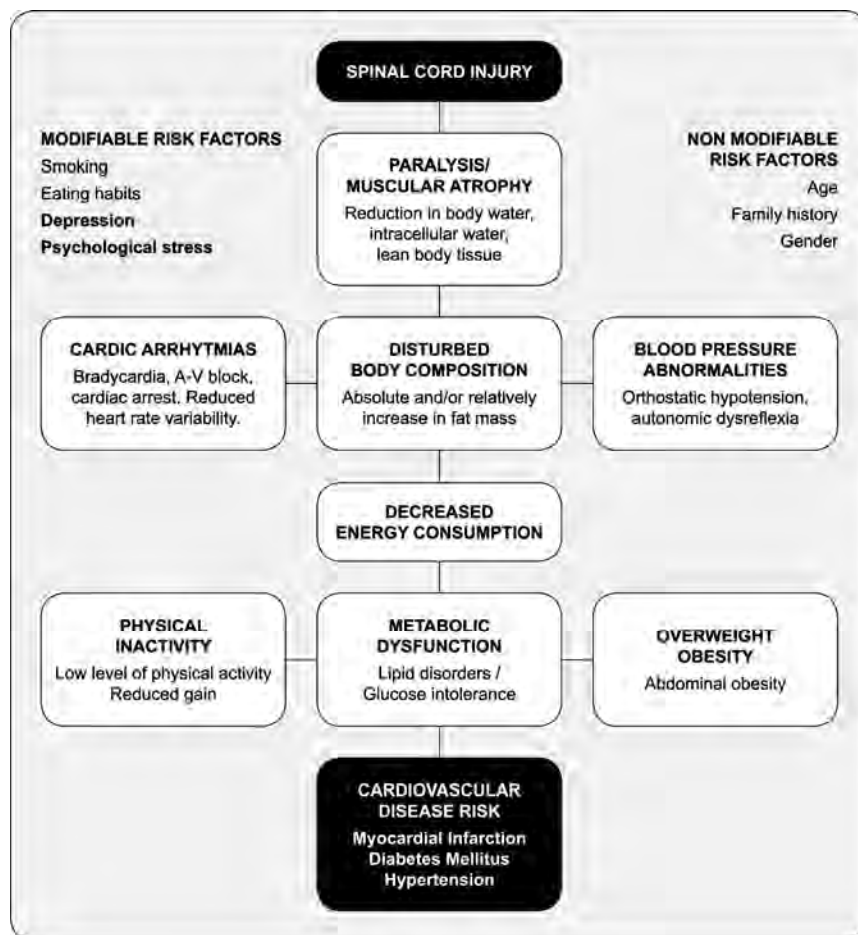 SPINAL CORD INJURY
MODIFIABLE RISK FACTORS
Smoking
Eating habits
Depression
Psychological stress
PARALYSIS/
MUSCULAR ATROPHY
Reduction in body water,
intracellular water,
lean body tissue
NON MODIFIABLE
RISK FACTORS
Age
Family history
Gender
CARDIC ARRHYTMIAS
Bradycardia, A-V block,
cardiac arrest. Reduced
heart rate variability.
DISTURBED
BODY COMPOSITION
Absolute and/or relatively
increase in fat mass
BLOOD PRESSURE
ABNORMALITIES
Orthostatic hypotension,
autonomic dysreflexia
DECREASED
ENERGY CONSUMPTION
PHYSICAL
INACTIVITY
Low level of physical activity
Reduced gain
METABOLIC
DYSFUNCTION
Lipid disorders /
Glucose intolerance
OVERWEIGHT
OBESITY
Abdominal obesity
CARDIOVASCULAR
DISEASE RISK
Myocardial Infarction
Diabetes Mellitus
Hypertension